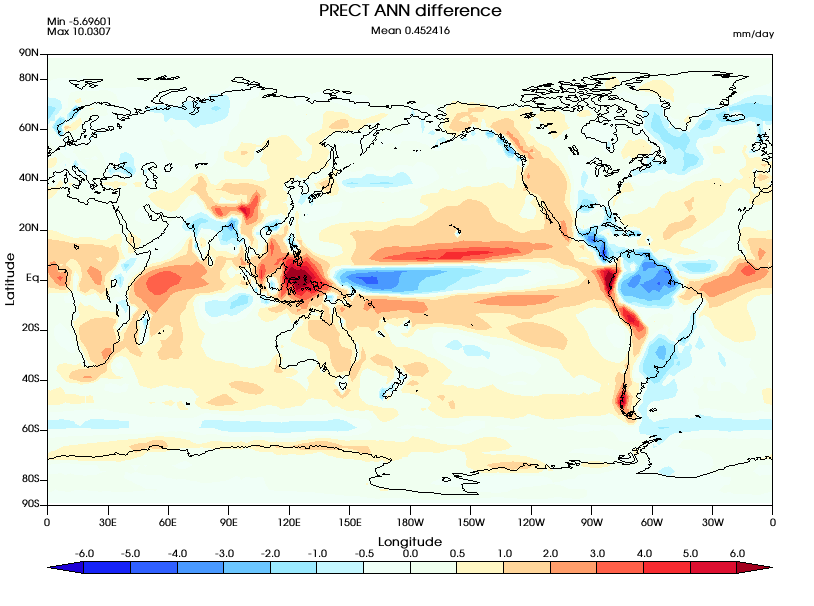 PRECT ANN difference
Min -5.69601
Max 10.0307
Mean 0.452416
mm/day
90N
80N
60N
40N
20N
Eq
20S
40S
60S
80S
90S
Latitude
0 30E 60E 90E 120E 150E 180W 150W 120W 90W 60W 30W 0
Longitude
-6.0 -5.0 -4.0 -3.0 -2.0 -1.0 -0.5 0.0 0.5 1.0 2.0 3.0 4.0 5.0 6.0